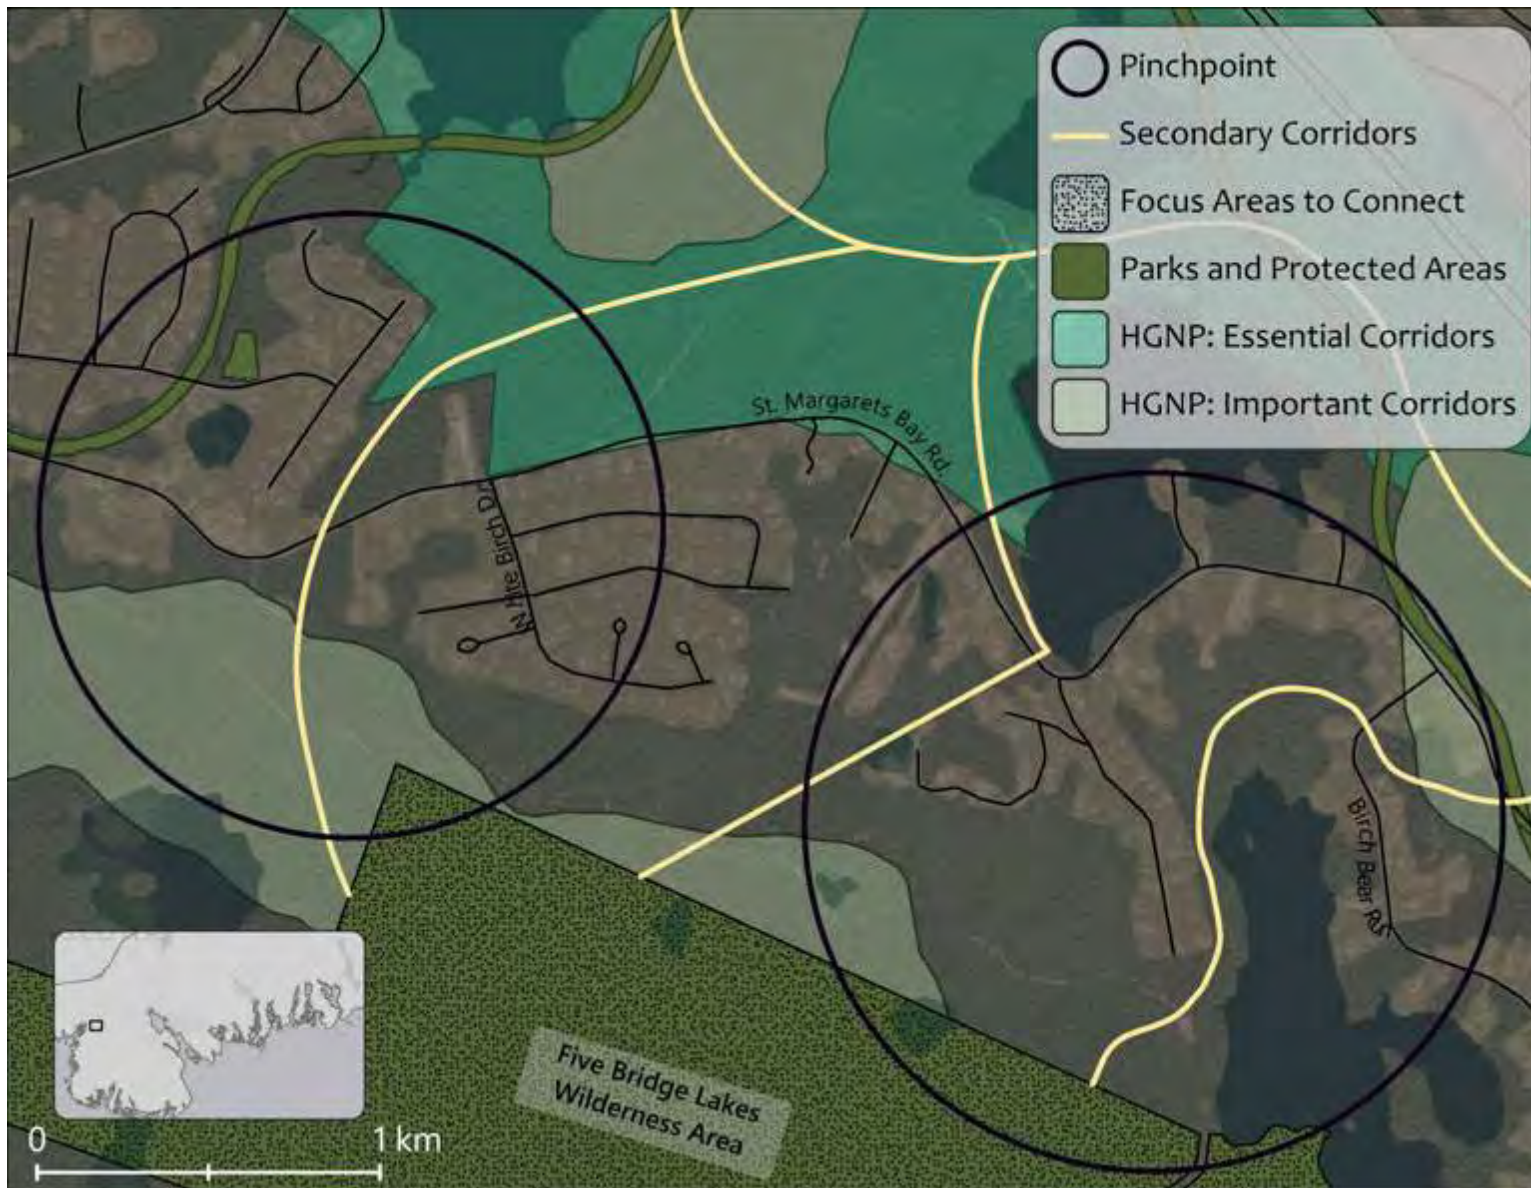 Pinchpoint
Secondary Corridors
Focus Areas to Connect
Parks and Protected Areas
HGNP: Essential Corridors
HGNP: Important Corridors
St. Margarets Bay Rd.
White Birch Dr.
Birch Bear Rd.
Five Bridge Lakes
Wilderness Area
0 1 km